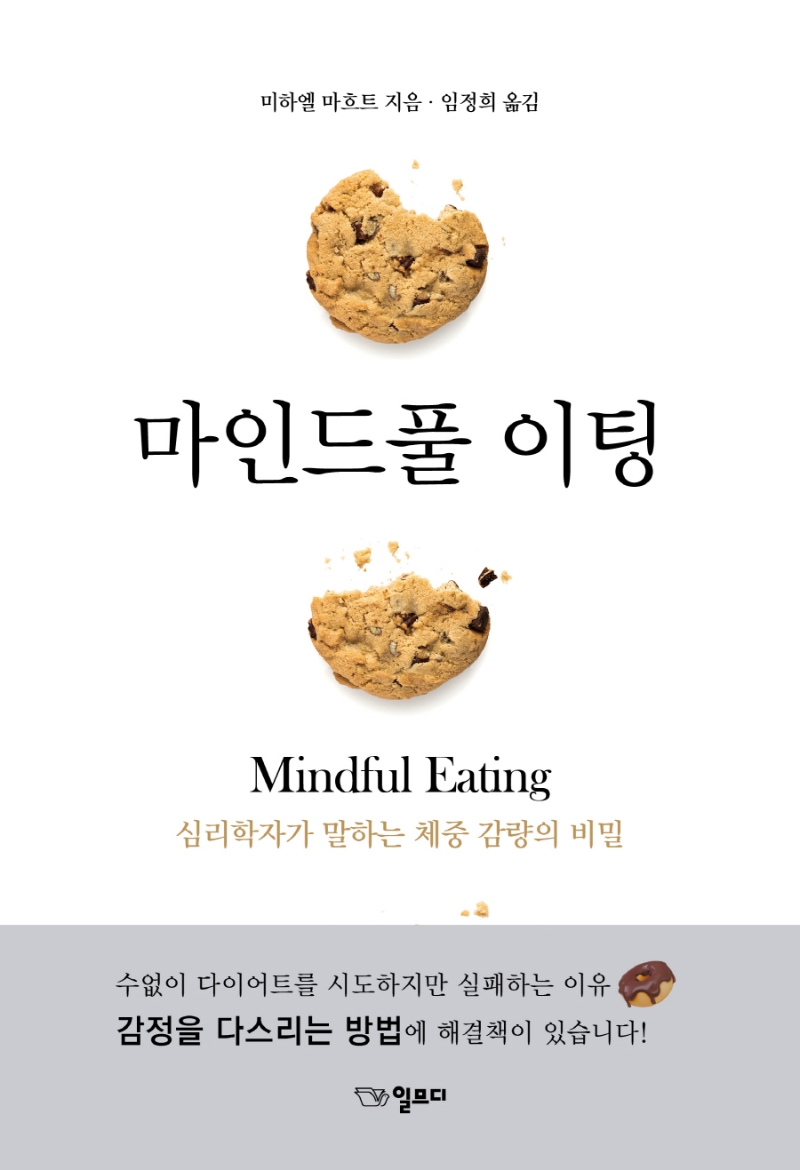 미하엘 마흐트 지음 · 임정희 옮김
마인드풀 이팅
Mindful Eating
심리학자가 말하는 체중 감량의 비밀
수없이 다이어트를 시도하지만 실패하는 이유
감정을 다스리는 방법에 해결책이 있습니다!
일므디